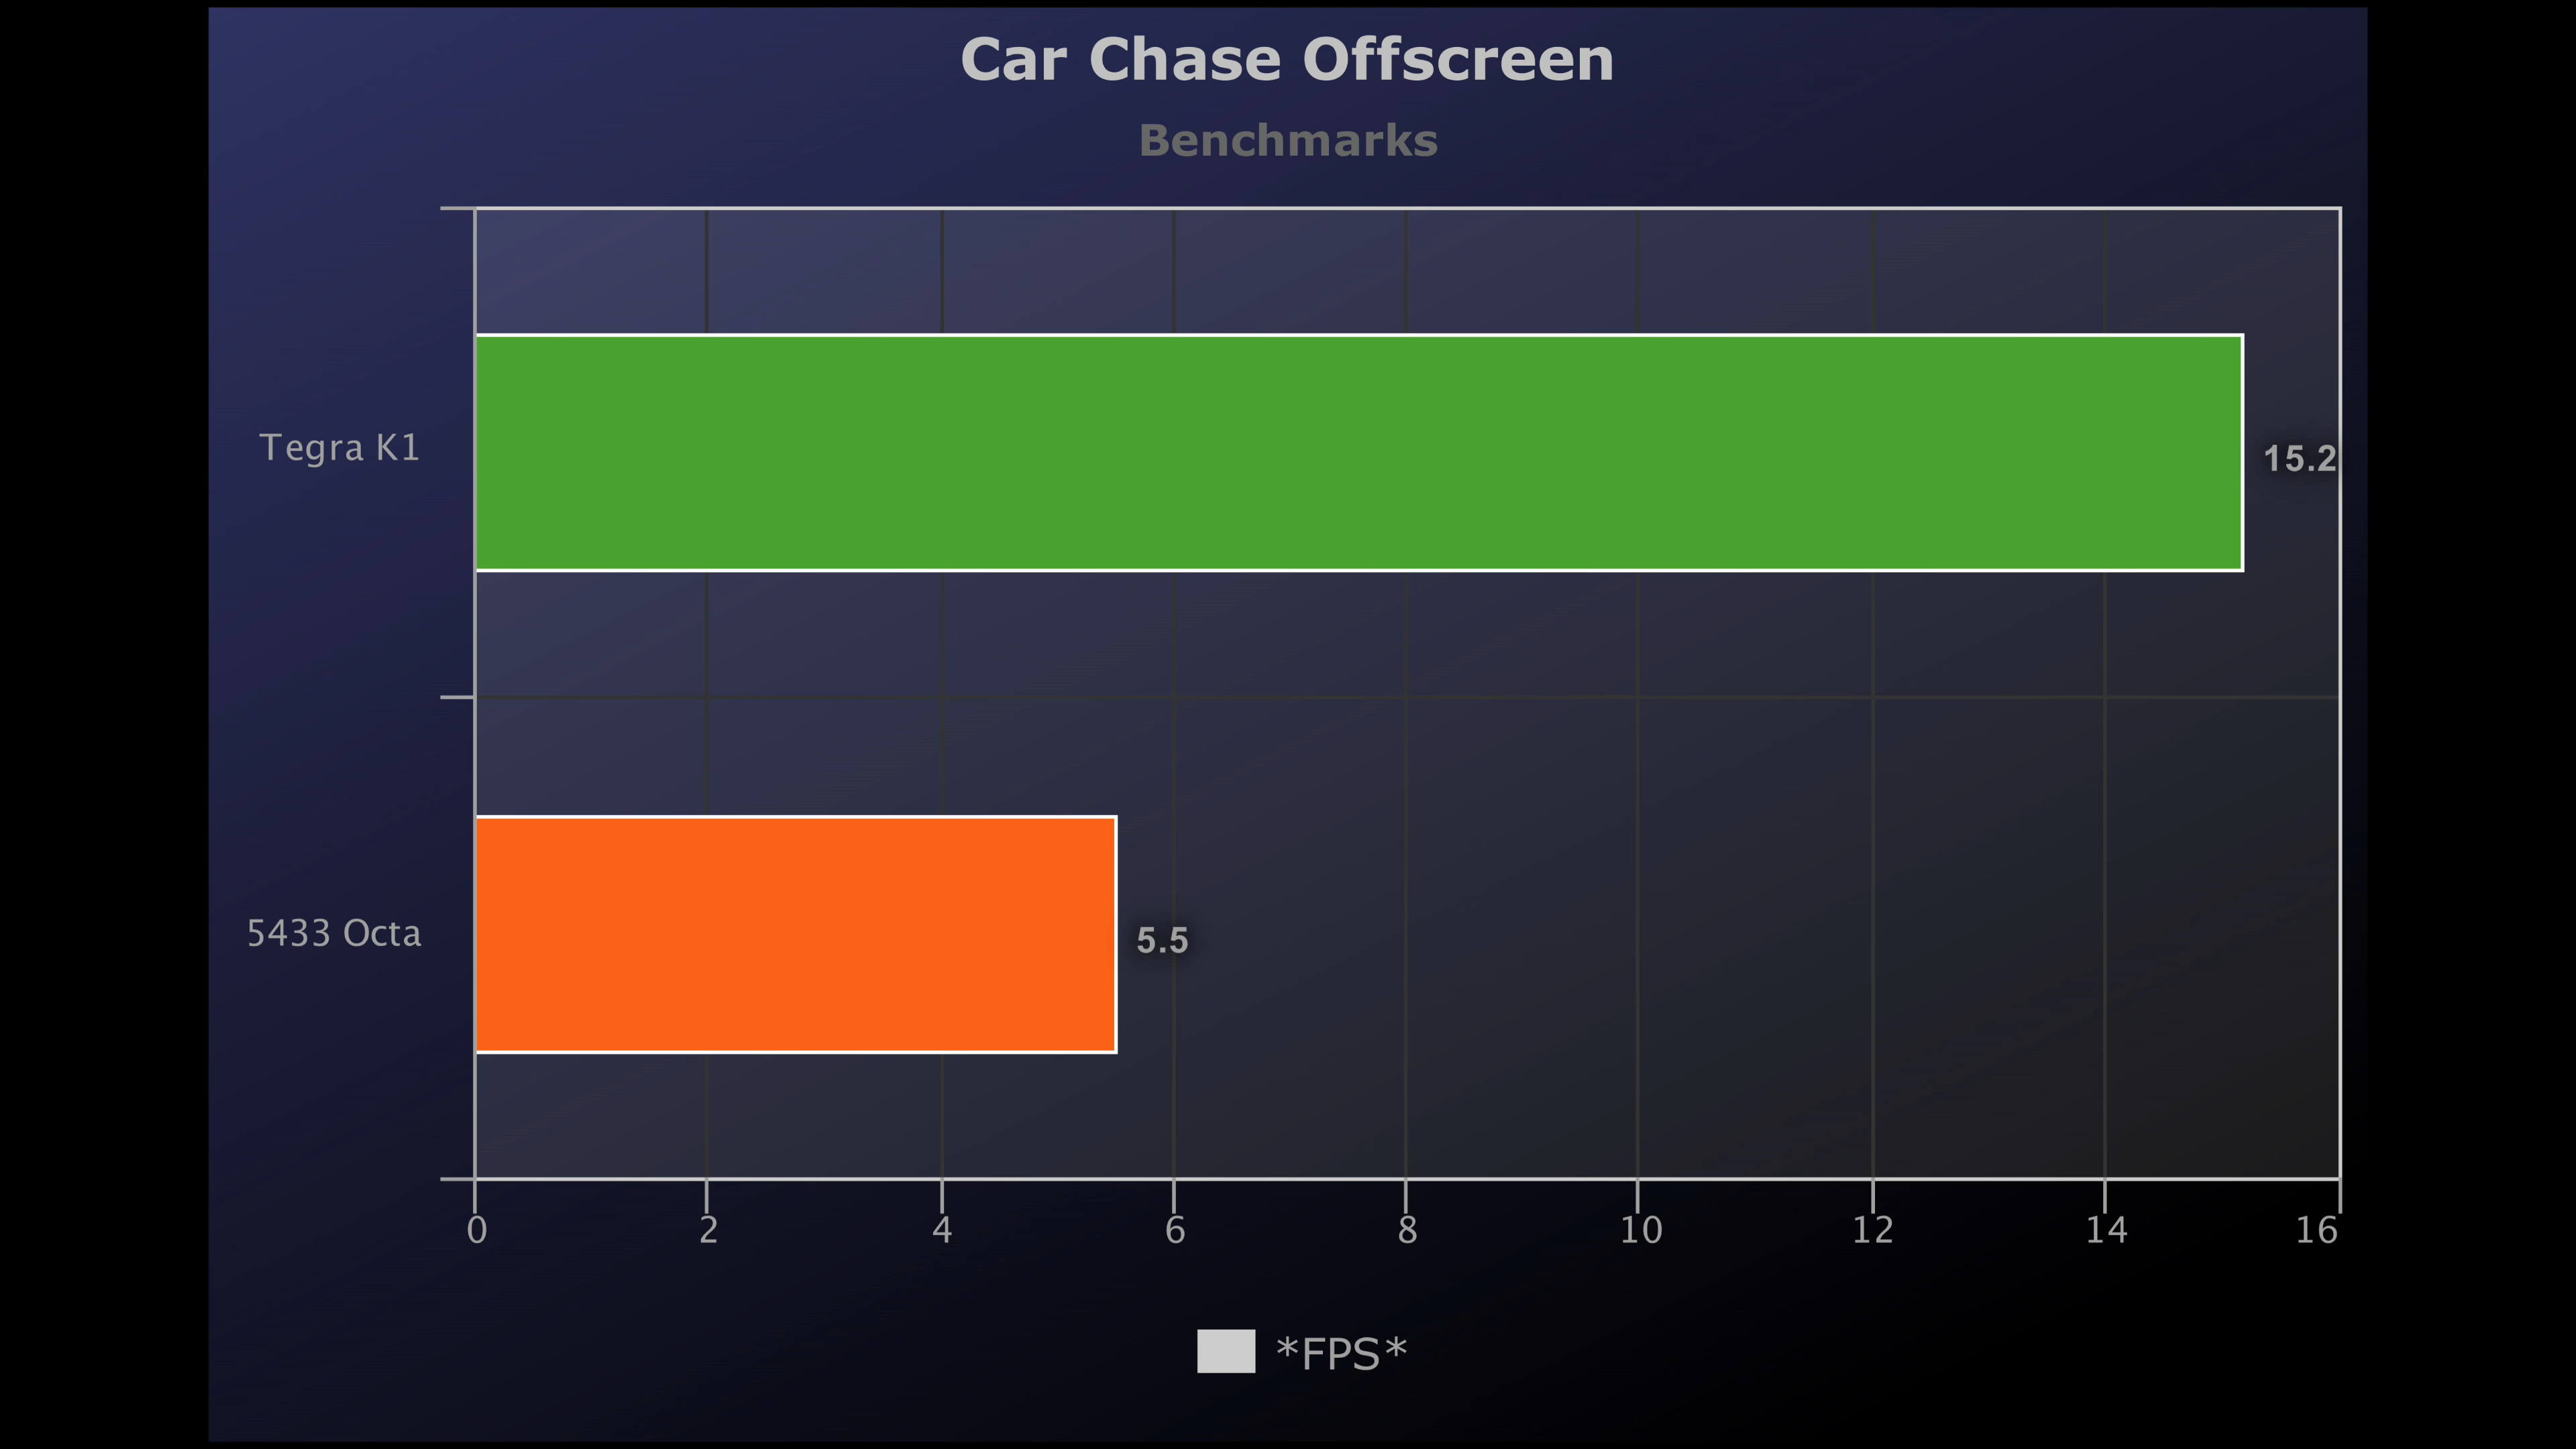 Car Chase Offscreen
Benchmarks
Tegra K1
15.2
5433 Octa
5.5
0 2 4 6 8 10 12 14 16
*FPS*